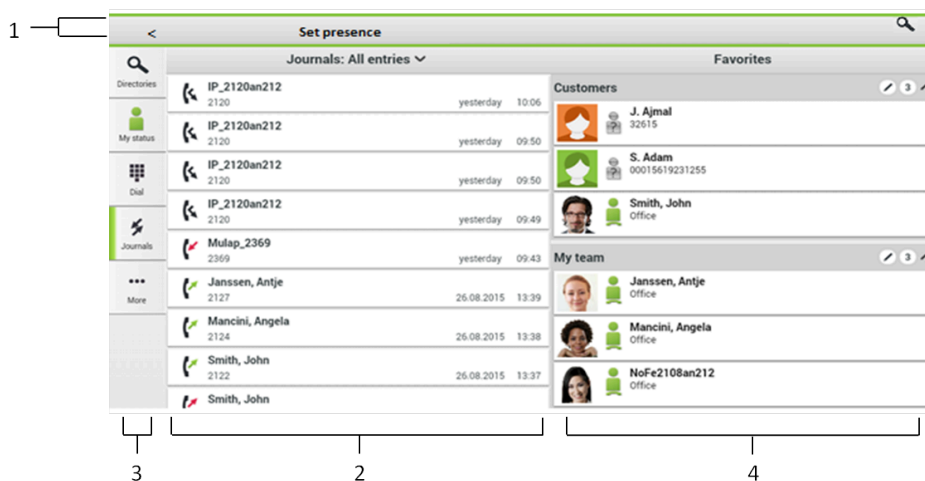 1
< Set presence
Directories
My status
Dial
Journals
More
Journals: All entries
IP_2120an212
2120 yesterday 10:06
IP_2120an212
2120 yesterday 09:50
IP_2120an212
2120 yesterday 09:50
IP_2120an212
2120 yesterday 09:49
Mulap_2369
2369 yesterday 09:43
Janssen, Antje
2127 26.08.2015 13:39
Mancini, Angela
2124 26.08.2015 13:38
Smith, John
2122 26.08.2015 13:37
Smith, John
Favorites
Customers 3
J. Ajmal
32615
S. Adam
00015619231255
Smith, John
Office
My team 3
Janssen, Antje
Office
Mancini, Angela
Office
NoFe2108an212
Office
3 2 4